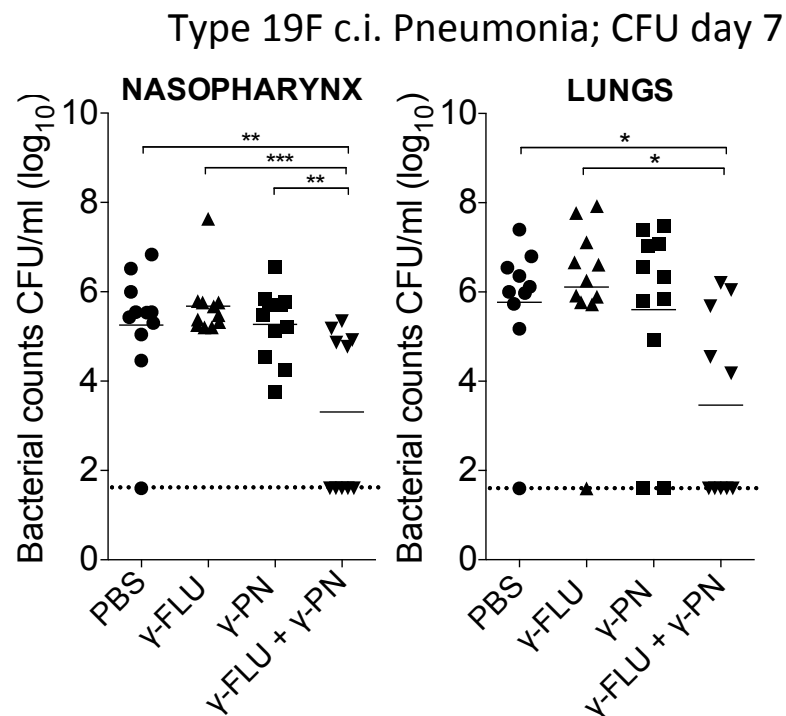 Type 19F c.i. Pneumonia; CFU day 7
NASOPHARYNX
Bacterial counts CFU/ml (log10)
10
8
6
4
2
0
**
***
**
PBS
γ-FLU
γ-PN
γ-FLU + γ-PN
LUNGS
Bacterial counts CFU/ml (log10)
10
8
6
4
2
0
*
*
PBS
γ-FLU
γ-PN
γ-FLU + γ-PN